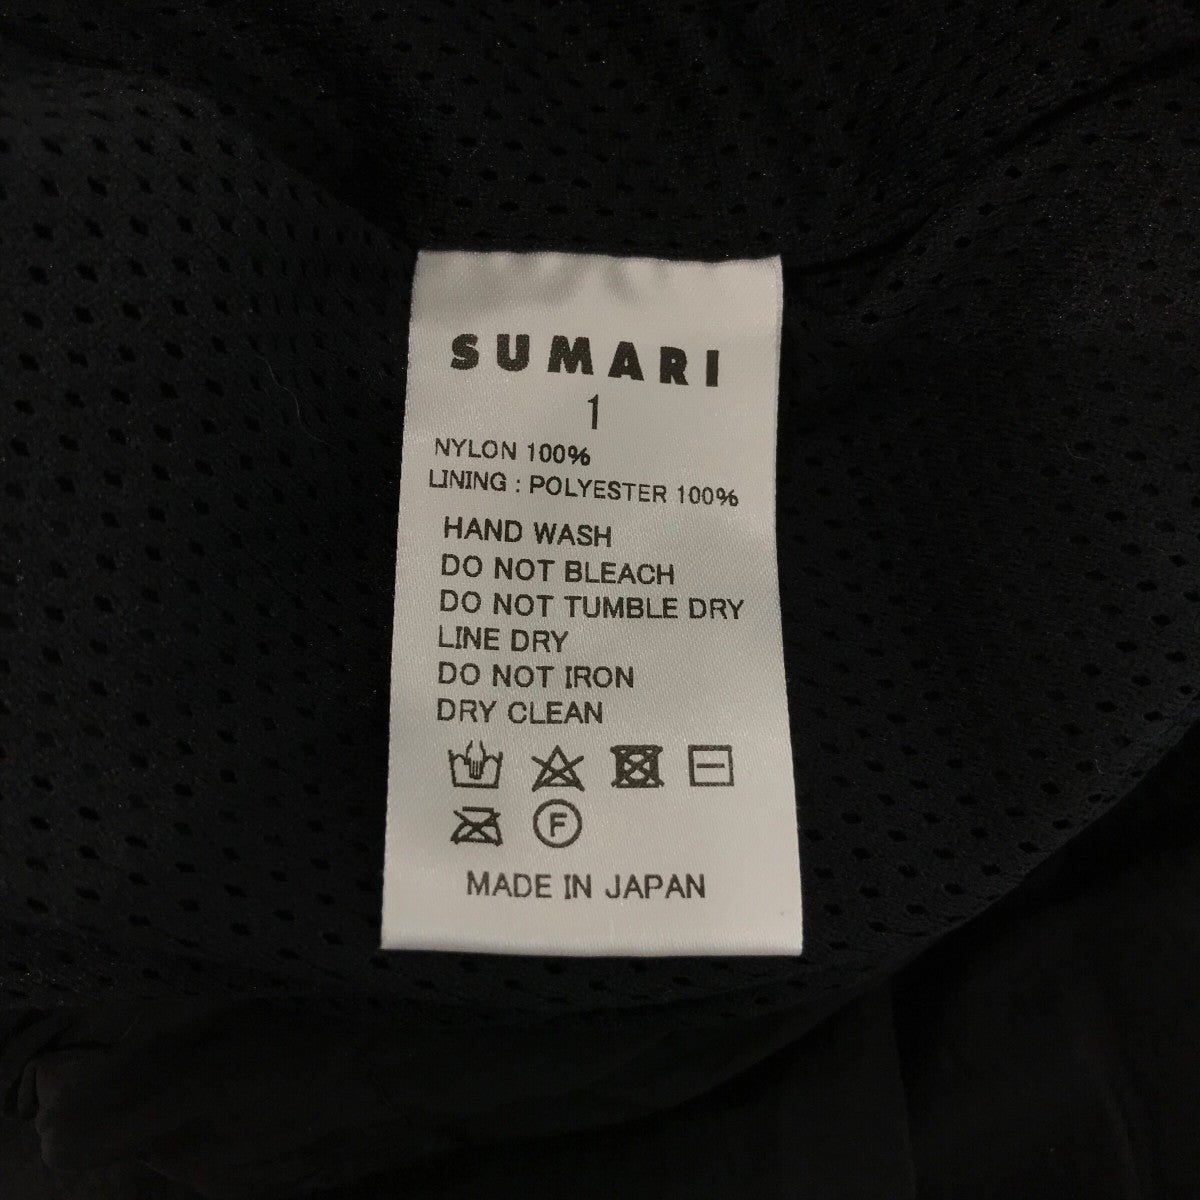 SUMARI
1
NYLON 100%
LINING : POLYESTER 100%
HAND WASH
DO NOT BLEACH
DO NOT TUMBLE DRY
LINE DRY
DO NOT IRON
DRY CLEAN
F
MADE IN JAPAN